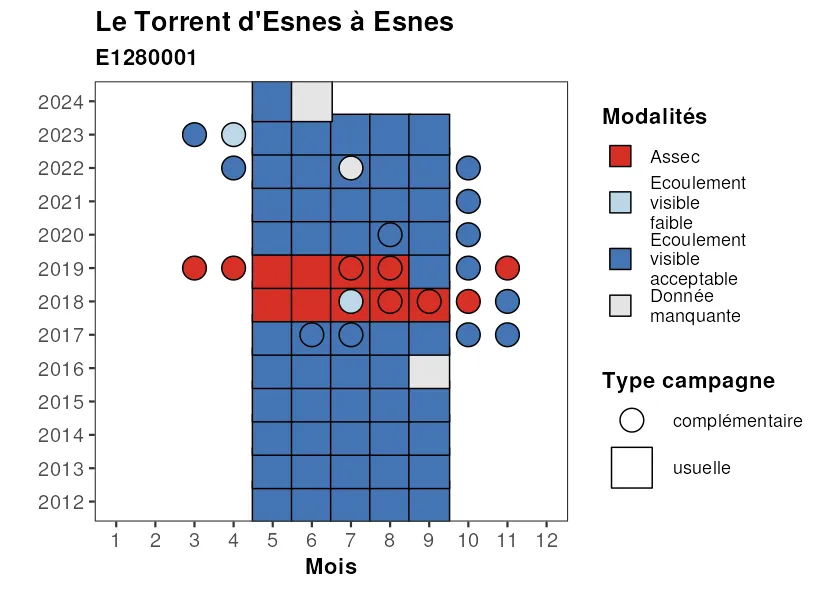 Le Torrent d'Esnes à Esnes
E1280001
2024
2023
2022
2021
2020
2019
2018
2017
2016
2015
2014
2013
2012
1 2 3 4 5 6 7 8 9 10 11 12
Mois
Modalités
Assec
Ecoulement
visible
faible
Ecoulement
visible
acceptable
Donnée
manquante
Type campagne
complémentaire
usuelle